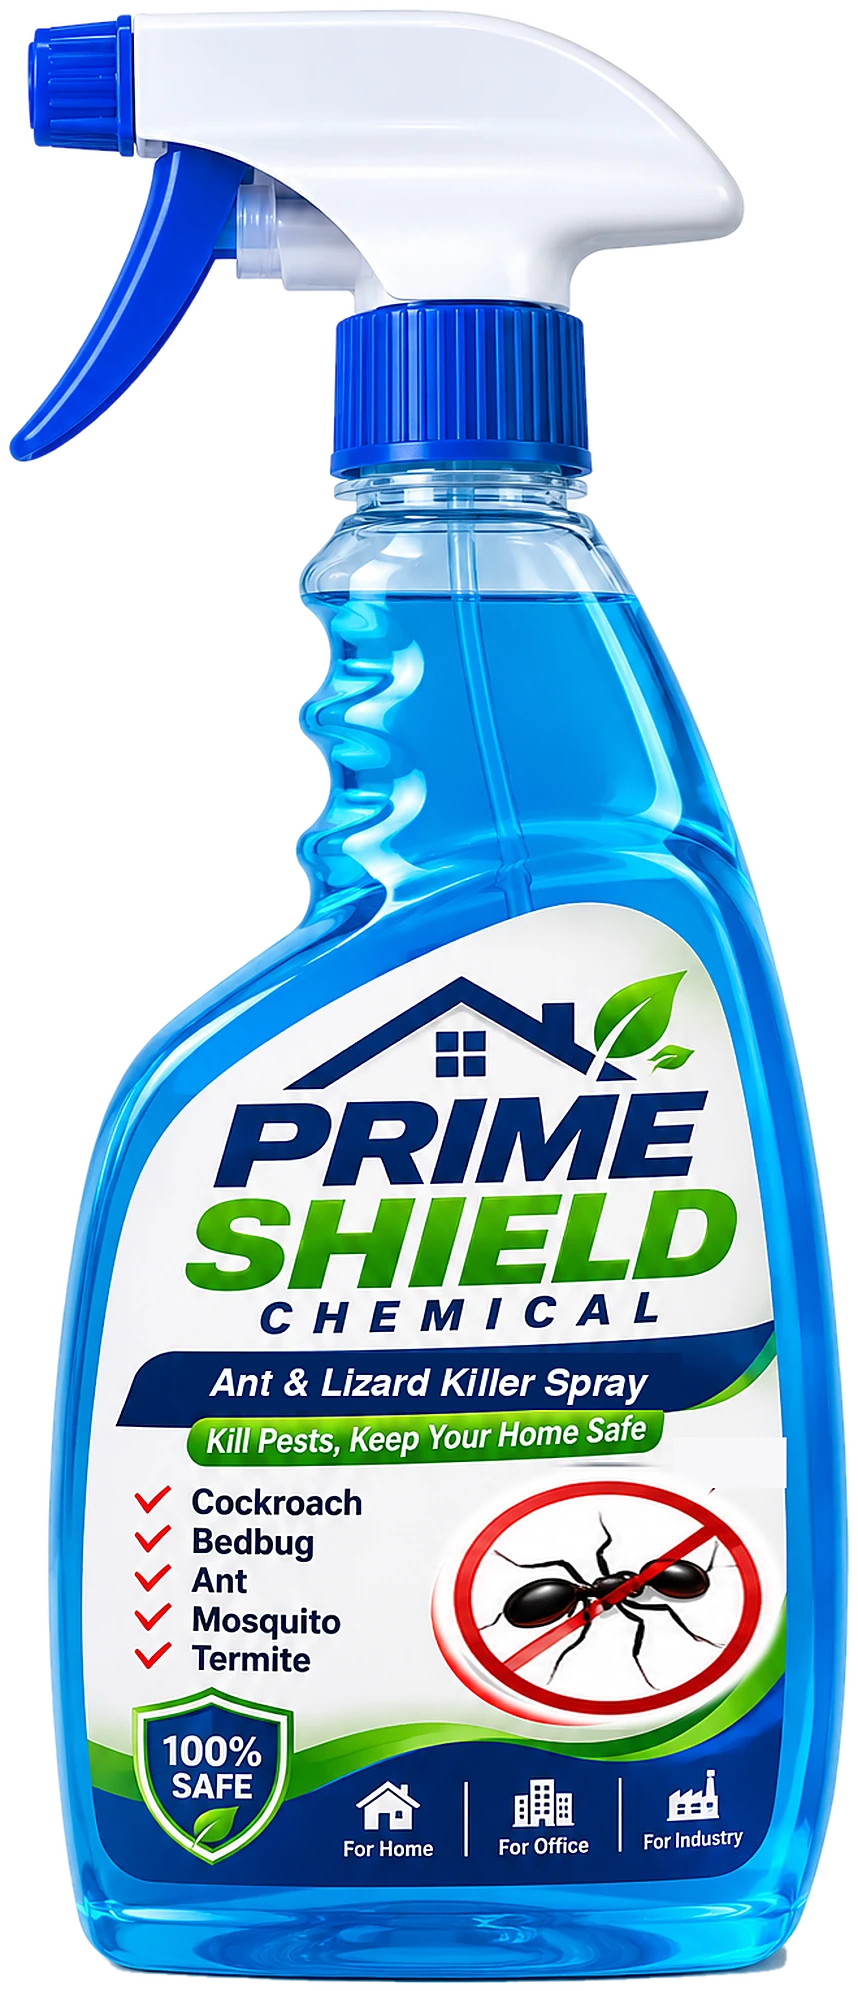 PRIME
SHIELD
CHEMICAL
Ant & Lizard Killer Spray
Kill Pests, Keep Your Home Safe
Cockroach
Bedbug
Ant
Mosquito
Termite
100%
SAFE
For Home
For Office
For Industry